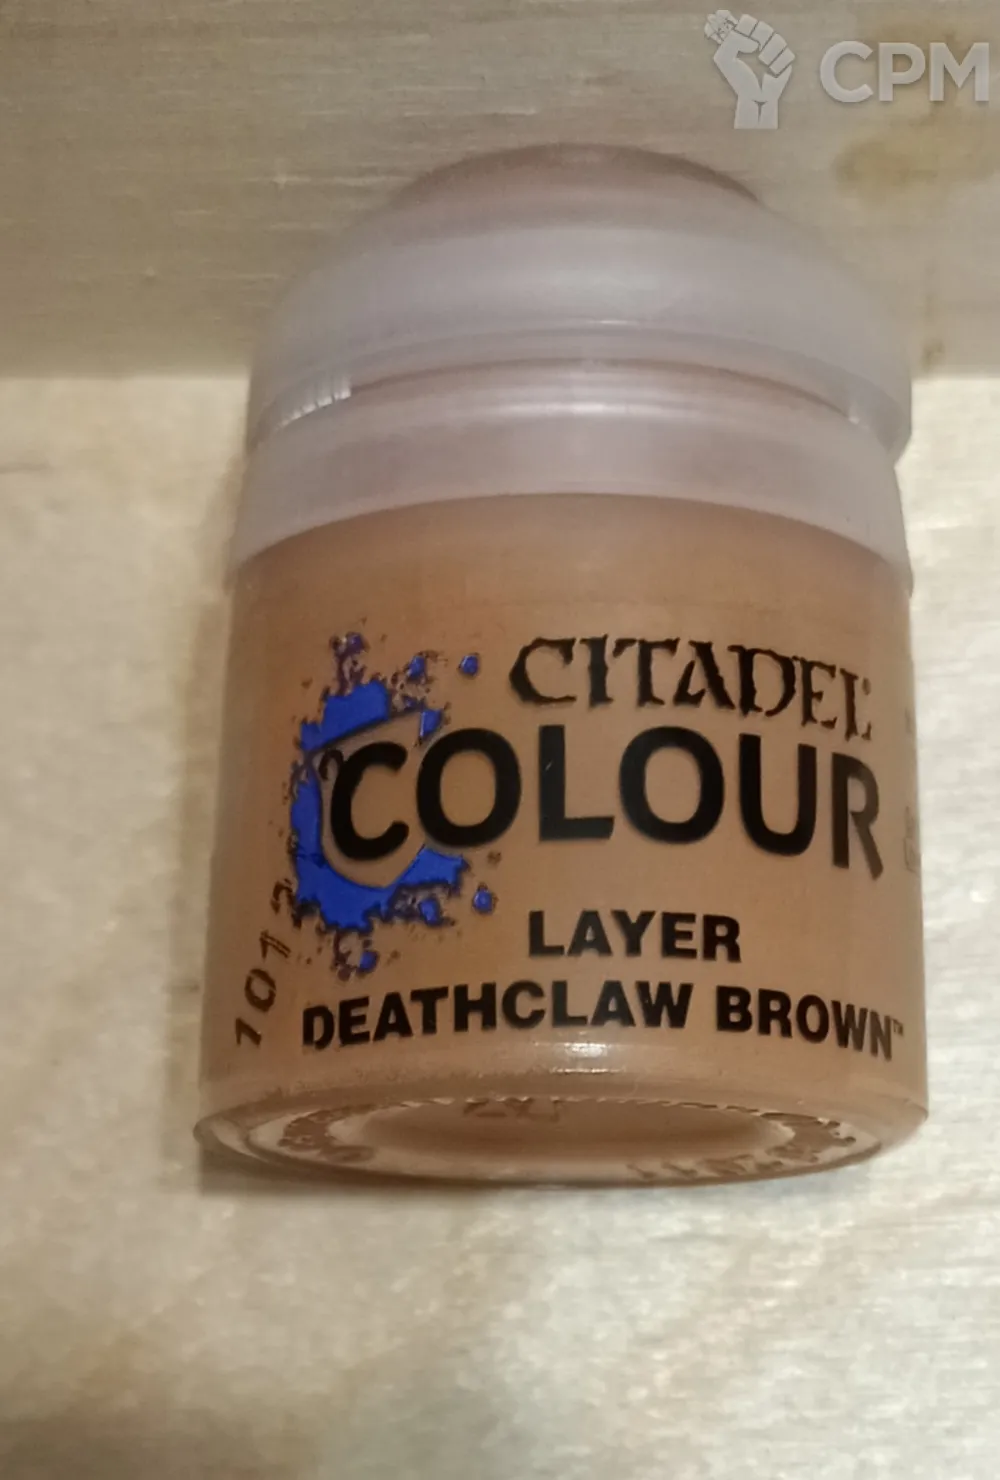 CPM
CITADEL
COLOUR
LAYER
DEATHCLAW BROWN™